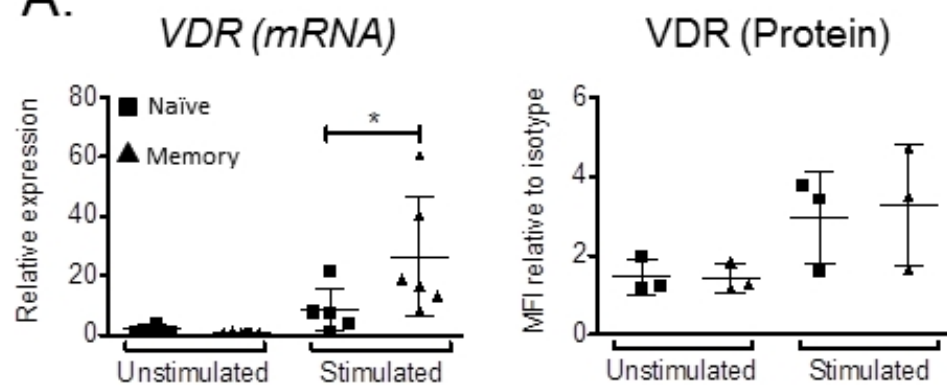 A.
VDR (mRNA)
VDR (Protein)
Relative expression
80
60
40
20
0
Naïve
Memory
*
Unstimulated
Stimulated
MFI relative to isotype
6
4
2
0
Unstimulated
Stimulated